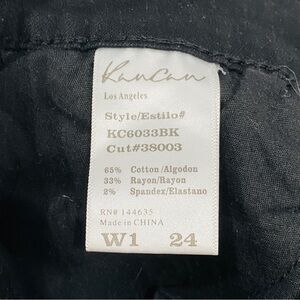 KanCan
Los Angeles
Style/Estilo#
KC6033BK
Cut#38003
65% Cotton/Algodon
33% Rayon/Rayon
2% Spandex/Elastano
RN# 144635
Made in CHINA
W1 24